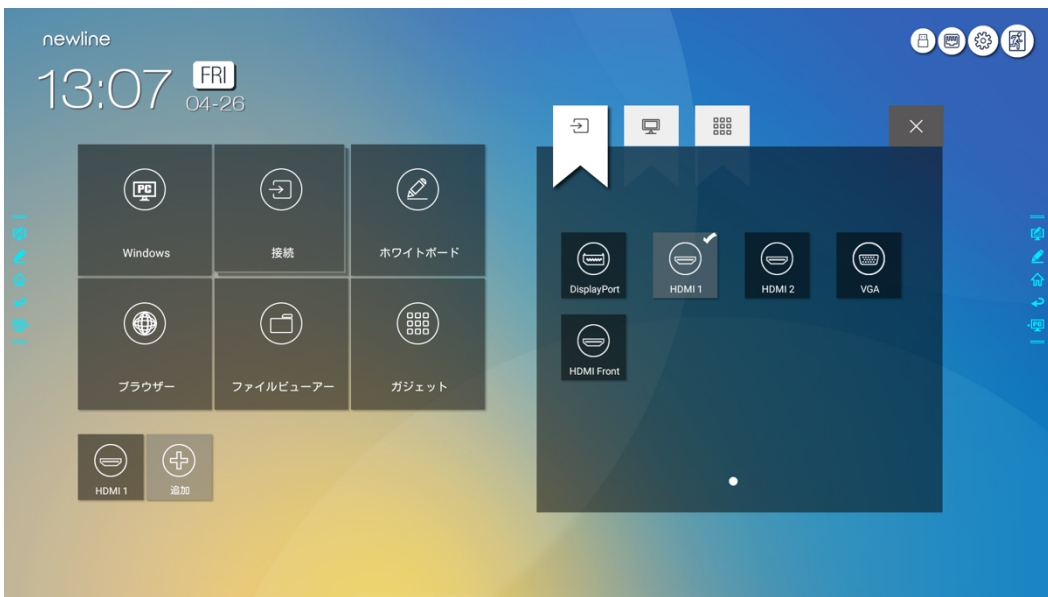 newline
13:07
FRI
04-26
PC
Windows
接続
ホワイトボード
ブラウザー
ファイルビューアー
ガジェット
HDMI 1
追加
DisplayPort
HDMI 1
HDMI 2
VGA
HDMI Front
PC